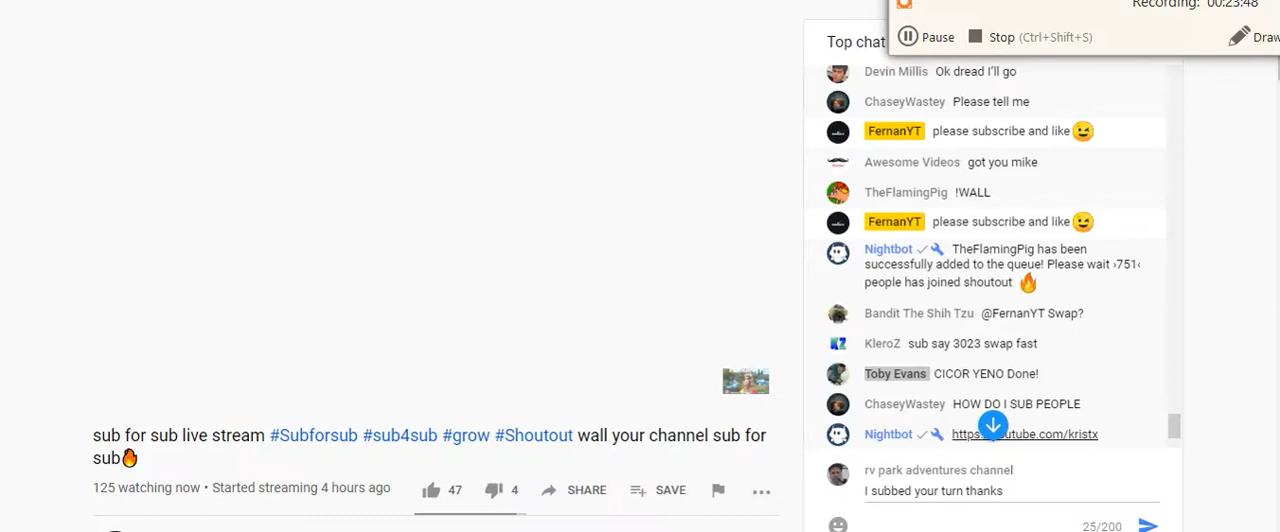 Recording: 00:23:48
Pause Stop (Ctrl+Shift+S) Draw
Top chat
Devin Millis Ok dread I'll go
ChaseyWastey Please tell me
FernanYT please subscribe and like
Awesome Videos got you mike
TheFlamingPig !WALL
FernanYT please subscribe and like
Nightbot TheFlamingPig has been
successfully added to the queue! Please wait ›751‹
people has joined shoutout
Bandit The Shih Tzu @FernanYT Swap?
KleroZ sub say 3023 swap fast
Toby Evans CICOR YENO Done!
ChaseyWastey HOW DO I SUB PEOPLE
Nightbot https utube.com/kristx
rv park adventures channel
I subbed your turn thanks
25/200
sub for sub live stream #Subforsub #sub4sub #grow #Shoutout wall your channel sub for
sub
125 watching now • Started streaming 4 hours ago 47 4 SHARE SAVE